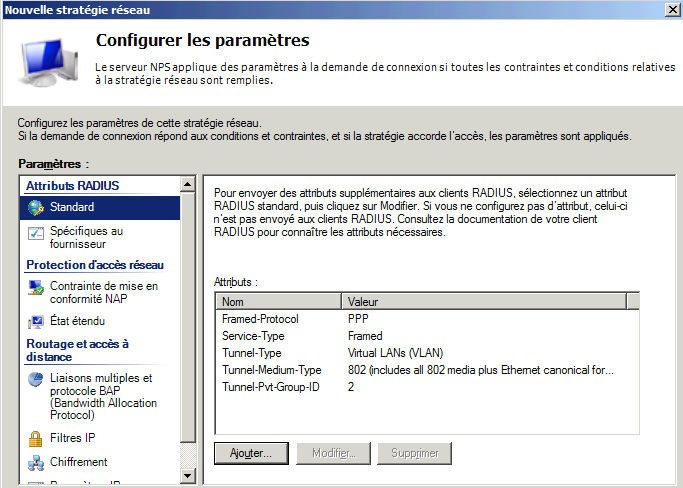 Nouvelle stratégie réseau
Configurer les paramètres
Le serveur NPS applique des paramètres à la demande de connexion si toutes les contraintes et conditions relatives
à la stratégie réseau sont remplies.
Configurez les paramètres de cette stratégie réseau.
Si la demande de connexion répond aux conditions et contraintes, et si la stratégie accorde l'accès, les paramètres sont appliqués.
Paramètres :
Attributs RADIUS
Standard
Spécifiques au
fournisseur
Protection d'accès réseau
Contrainte de mise en
conformité NAP
État étendu
Routage et accès à
distance
Liaisons multiples et
protocole BAP
(Bandwidth Allocation
Protocol)
Filtres IP
Chiffrement
Pour envoyer des attributs supplémentaires aux clients RADIUS, sélectionnez un attribut
RADIUS standard, puis cliquez sur Modifier. Si vous ne configurez pas d'attribut, celui-ci
n'est pas envoyé aux clients RADIUS. Consultez la documentation de votre client
RADIUS pour connaître les attributs nécessaires.
Attributs :
Nom Valeur
Framed-Protocol PPP
Service-Type Framed
Tunnel-Type Virtual LANs (VLAN)
Tunnel-Medium-Type 802 (includes all 802 media plus Ethernet canonical for...
Tunnel-Pvt-Group-ID 2
Ajouter... Modifier... Supprimer